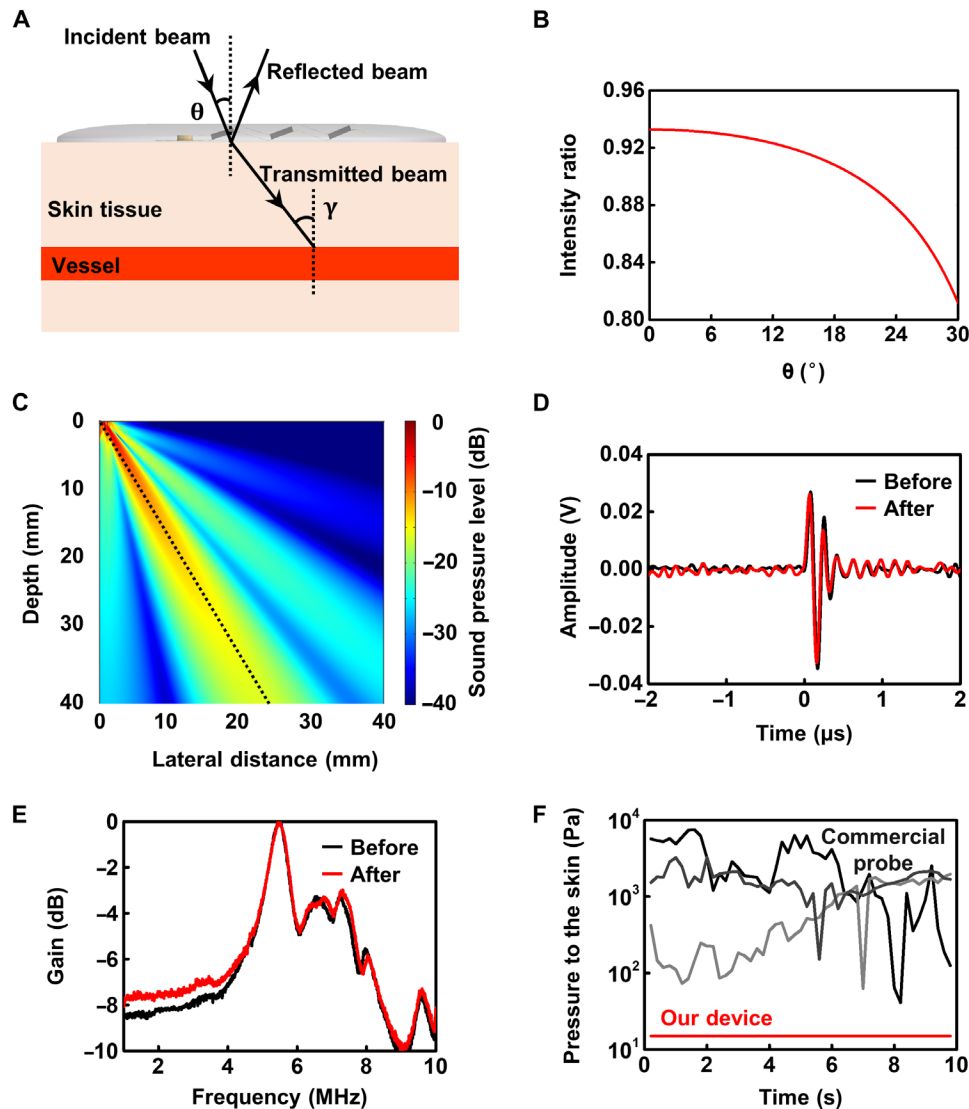 A
Incident beam
Reflected beam
θ
Transmitted beam
Skin tissue
γ
Vessel
B
0.96
0.92
0.88
0.84
0.80
Intensity ratio
0 6 12 18 24 30
θ (°)
C
0
10
20
30
40
Depth (mm)
0 10 20 30 40
Lateral distance (mm)
0
−10
−20
−30
−40
Sound pressure level (dB)
D
0.04
0.02
0.00
−0.02
−0.04
Amplitude (V)
Before
After
−2 −1 0 1 2
Time (µs)
E
0
−2
−4
−6
−8
−10
Gain (dB)
Before
After
2 4 6 8 10
Frequency (MHz)
F
10⁴
10³
10²
10¹
Pressure to the skin (Pa)
Commercial
probe
Our device
0 2 4 6 8 10
Time (s)